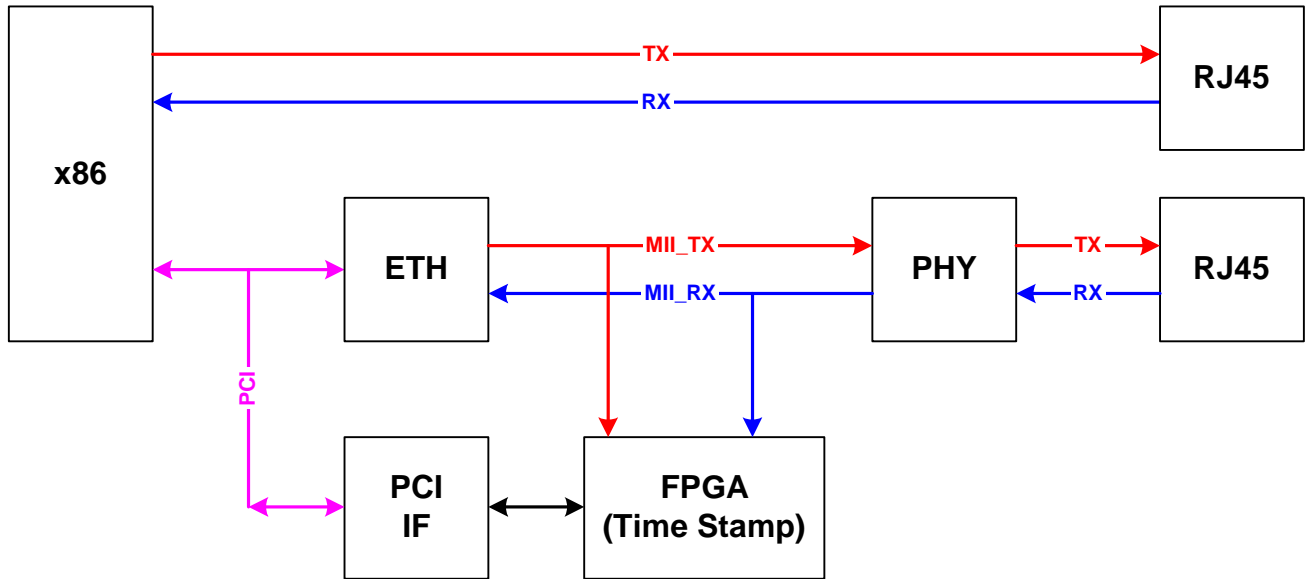 TX
RJ45
RX
x86
ETH
MII_TX
PHY
TX
RJ45
MII_RX
RX
PCI
PCI
IF
FPGA
(Time Stamp)